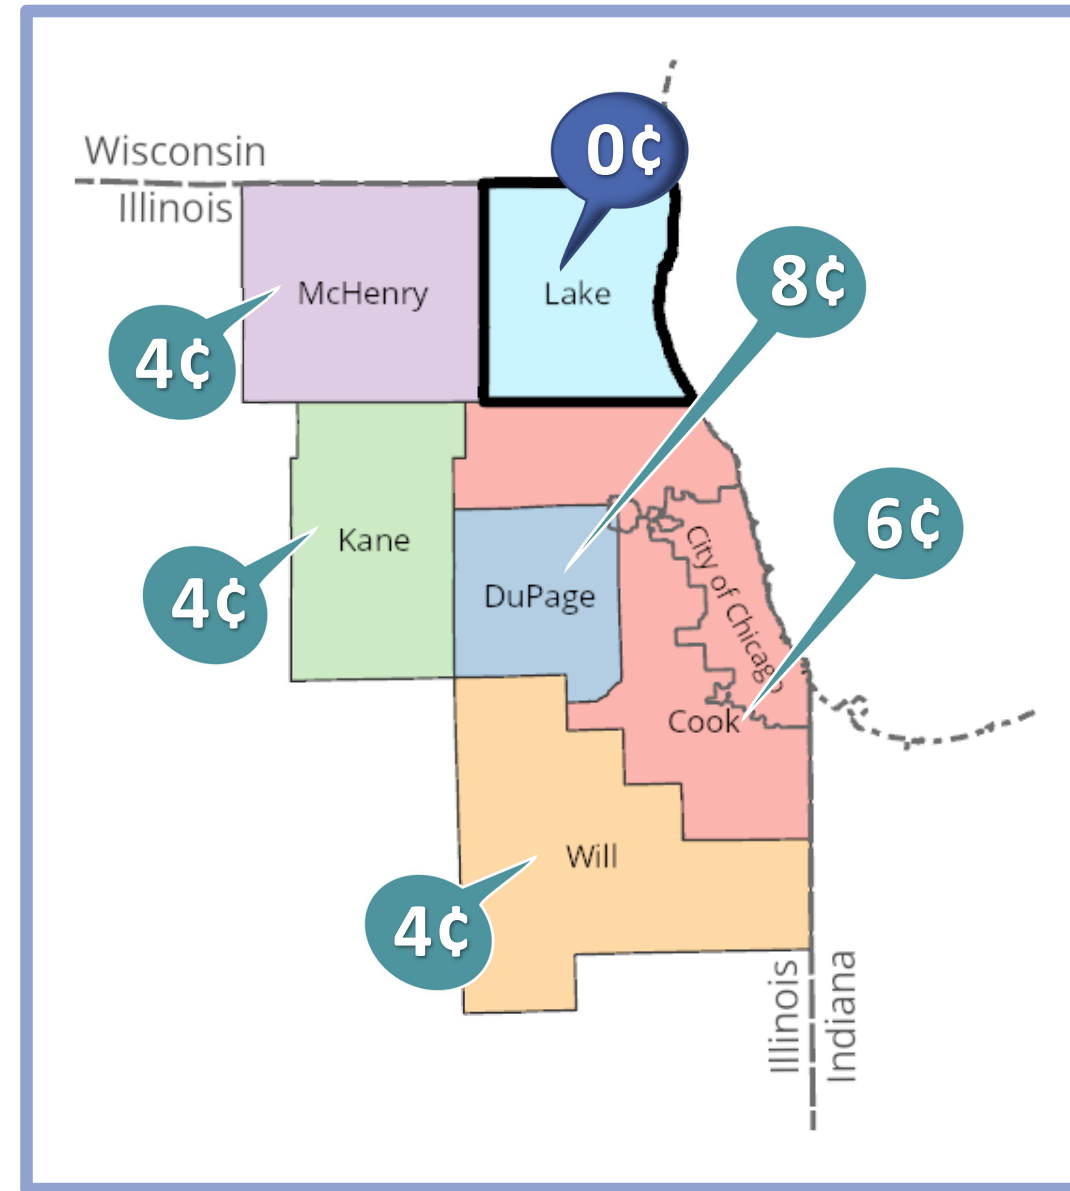 Wisconsin
Illinois
0¢
8¢
McHenry
Lake
4¢
6¢
Kane
City of Chicago
DuPage
4¢
Cook
Will
4¢
Illinois
Indiana